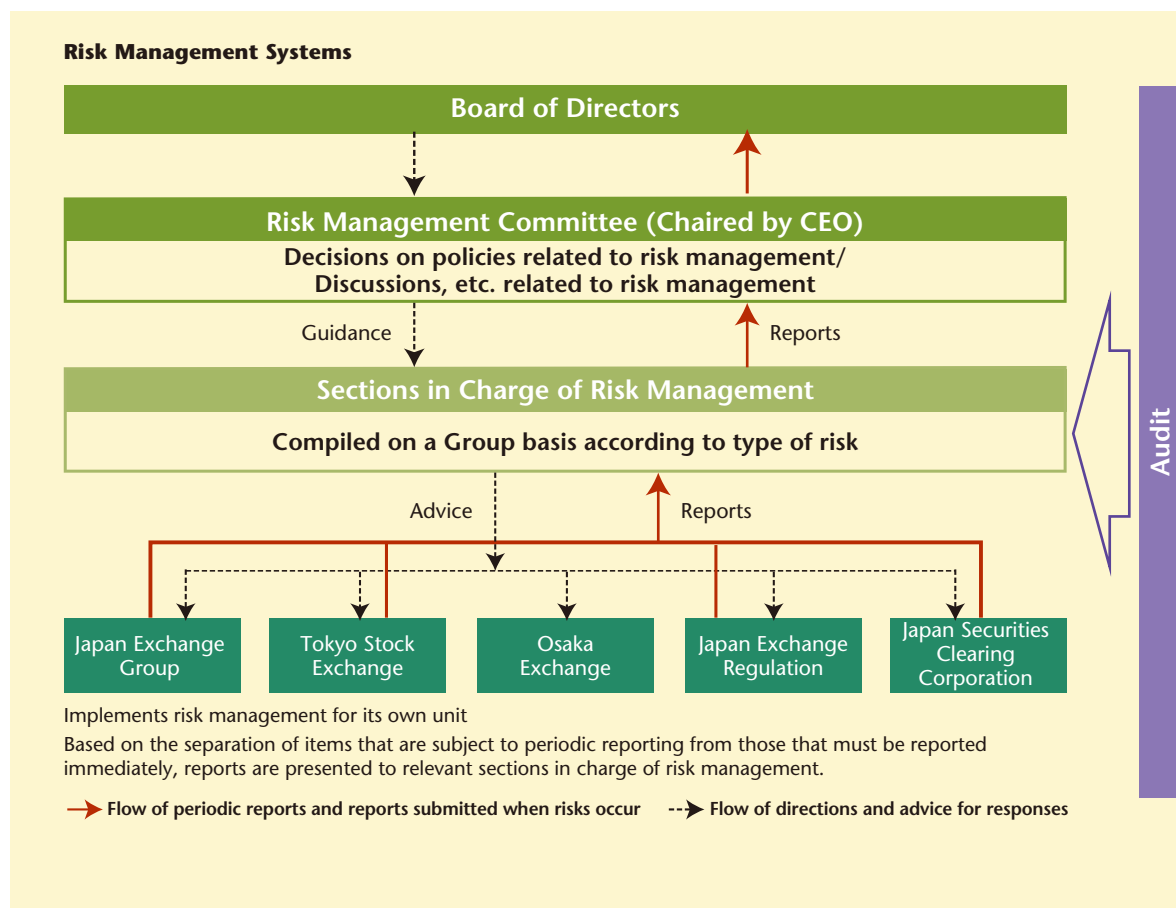 Risk Management Systems
Board of Directors
Risk Management Committee (Chaired by CEO)
Decisions on policies related to risk management/
Discussions, etc. related to risk management
Guidance
Reports
Sections in Charge of Risk Management
Compiled on a Group basis according to type of risk
Advice
Reports
Audit
Japan Exchange
Group
Tokyo Stock
Exchange
Osaka
Exchange
Japan Exchange
Regulation
Japan Securities
Clearing
Corporation
Implements risk management for its own unit
Based on the separation of items that are subject to periodic reporting from those that must be reported
immediately, reports are presented to relevant sections in charge of risk management.
Flow of periodic reports and reports submitted when risks occur
Flow of directions and advice for responses